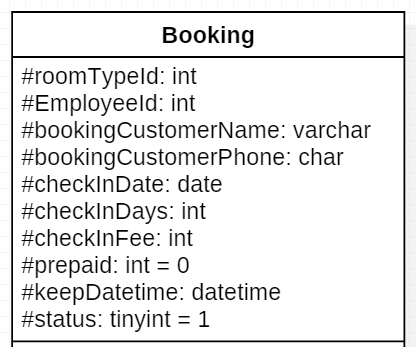 Booking
#roomTypeId: int
#EmployeeId: int
#bookingCustomerName: varchar
#bookingCustomerPhone: char
#checkInDate: date
#checkInDays: int
#checkInFee: int
#prepaid: int = 0
#keepDatetime: datetime
#status: tinyint = 1